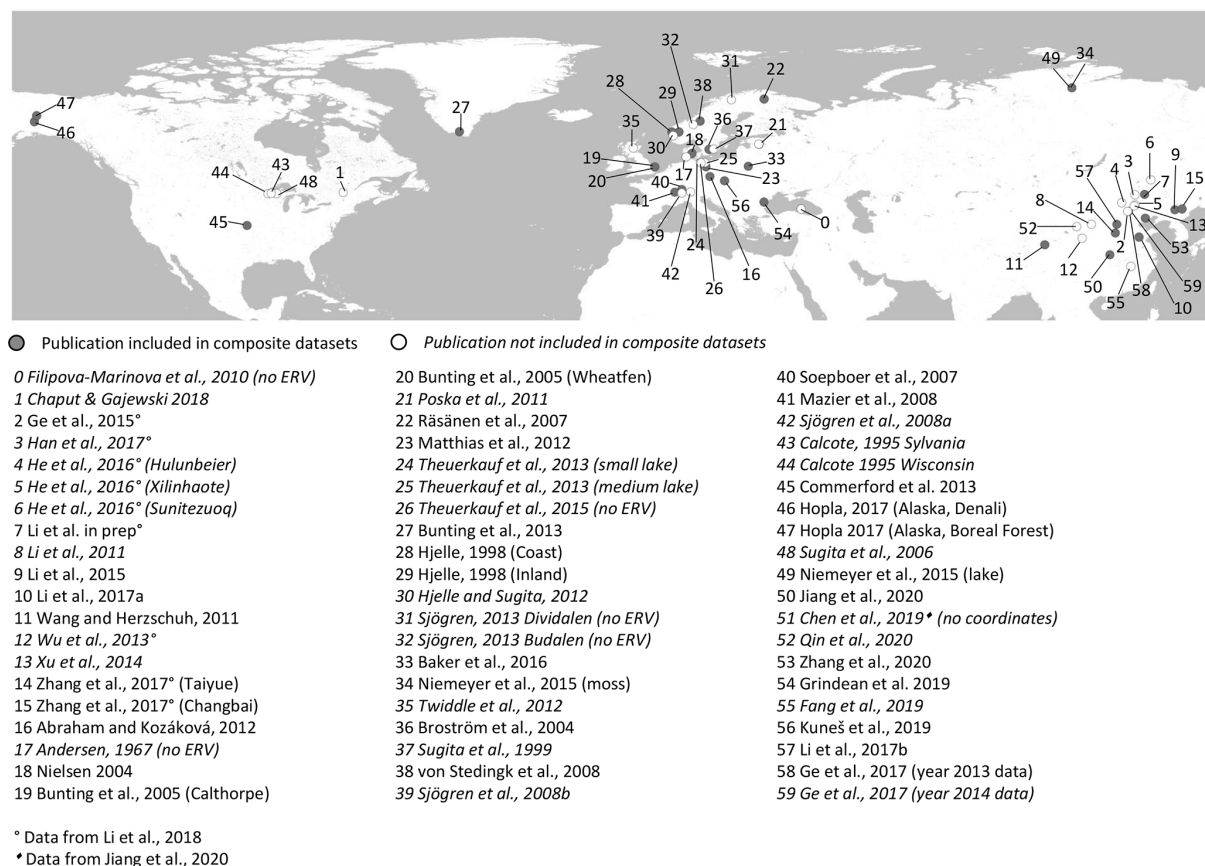 32
31
34
49
38
22
28
29
47
27
36
35
37
21
46
30
18
6
9
43
1
19
25
33
3
15
44
48
57
4
20
17
23
7
40
8
5
45
41
56
14
13
54
0
52
2
53
39
24
11
12
42
16
50
58
59
26
55
10
Publication included in composite datasets
Publication not included in composite datasets
0 Filipova-Marinova et al., 2010 (no ERV)
1 Chaput & Gajewski 2018
2 Ge et al., 2015°
3 Han et al., 2017°
4 He et al., 2016° (Hulunbeier)
5 He et al., 2016° (Xilinhaote)
6 He et al., 2016° (Sunitezuoq)
7 Li et al. in prep°
8 Li et al., 2011
9 Li et al., 2015
10 Li et al., 2017a
11 Wang and Herzschuh, 2011
12 Wu et al., 2013°
13 Xu et al., 2014
14 Zhang et al., 2017° (Taiyue)
15 Zhang et al., 2017° (Changbai)
16 Abraham and Kozáková, 2012
17 Andersen, 1967 (no ERV)
18 Nielsen 2004
19 Bunting et al., 2005 (Calthorpe)
20 Bunting et al., 2005 (Wheatfen)
21 Poska et al., 2011
22 Räsänen et al., 2007
23 Matthias et al., 2012
24 Theuerkauf et al., 2013 (small lake)
25 Theuerkauf et al., 2013 (medium lake)
26 Theuerkauf et al., 2015 (no ERV)
27 Bunting et al., 2013
28 Hjelle, 1998 (Coast)
29 Hjelle, 1998 (Inland)
30 Hjelle and Sugita, 2012
31 Sjögren, 2013 Dividalen (no ERV)
32 Sjögren, 2013 Budalen (no ERV)
33 Baker et al., 2016
34 Niemeyer et al., 2015 (moss)
35 Twiddle et al., 2012
36 Broström et al., 2004
37 Sugita et al., 1999
38 von Stedingk et al., 2008
39 Sjögren et al., 2008b
40 Soepboer et al., 2007
41 Mazier et al., 2008
42 Sjögren et al., 2008a
43 Calcote, 1995 Sylvania
44 Calcote 1995 Wisconsin
45 Commerford et al. 2013
46 Hopla, 2017 (Alaska, Denali)
47 Hopla 2017 (Alaska, Boreal Forest)
48 Sugita et al., 2006
49 Niemeyer et al., 2015 (lake)
50 Jiang et al., 2020
51 Chen et al., 2019⬥ (no coordinates)
52 Qin et al., 2020
53 Zhang et al., 2020
54 Grindean et al. 2019
55 Fang et al., 2019
56 Kuneš et al., 2019
57 Li et al., 2017b
58 Ge et al., 2017 (year 2013 data)
59 Ge et al., 2017 (year 2014 data)
° Data from Li et al., 2018
⬥ Data from Jiang et al., 2020